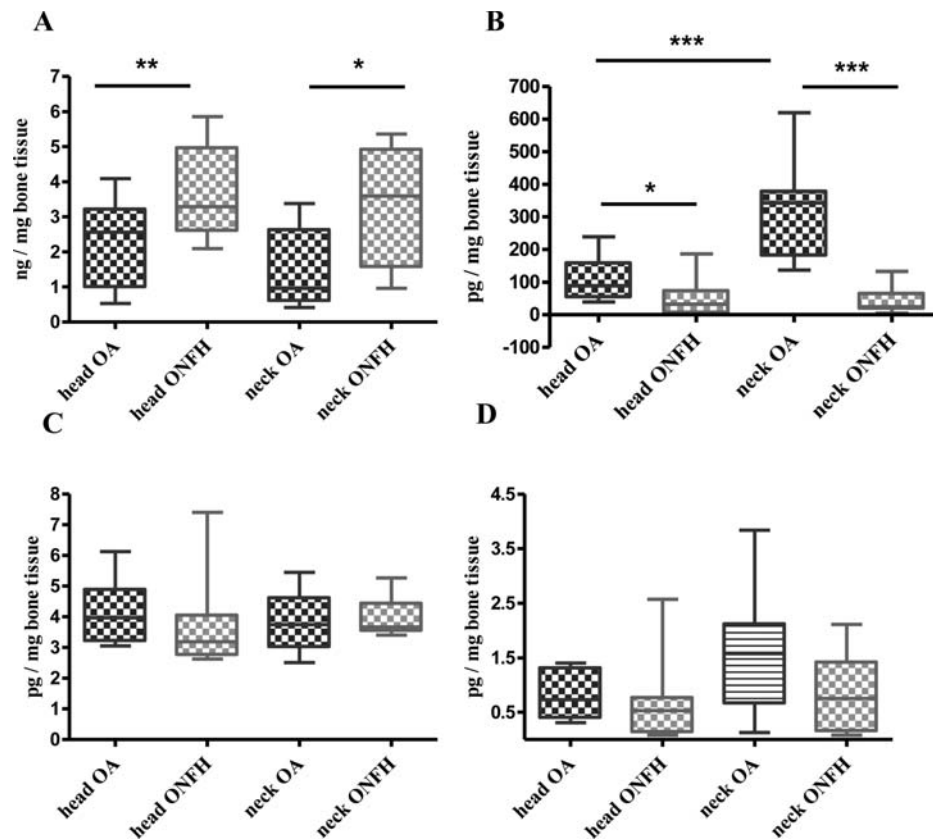 A
**
*
7
6
5
4
3
2
1
0
ng / mg bone tissue
head OA
head ONFH
neck OA
neck ONFH
B
***
***
*
700
600
500
400
300
200
100
0
-100
pg / mg bone tissue
head OA
head ONFH
neck OA
neck ONFH
C
8
7
6
5
4
3
2
1
0
pg / mg bone tissue
head OA
head ONFH
neck OA
neck ONFH
D
4.5
3.5
2.5
1.5
0.5
pg / mg bone tissue
head OA
head ONFH
neck OA
neck ONFH